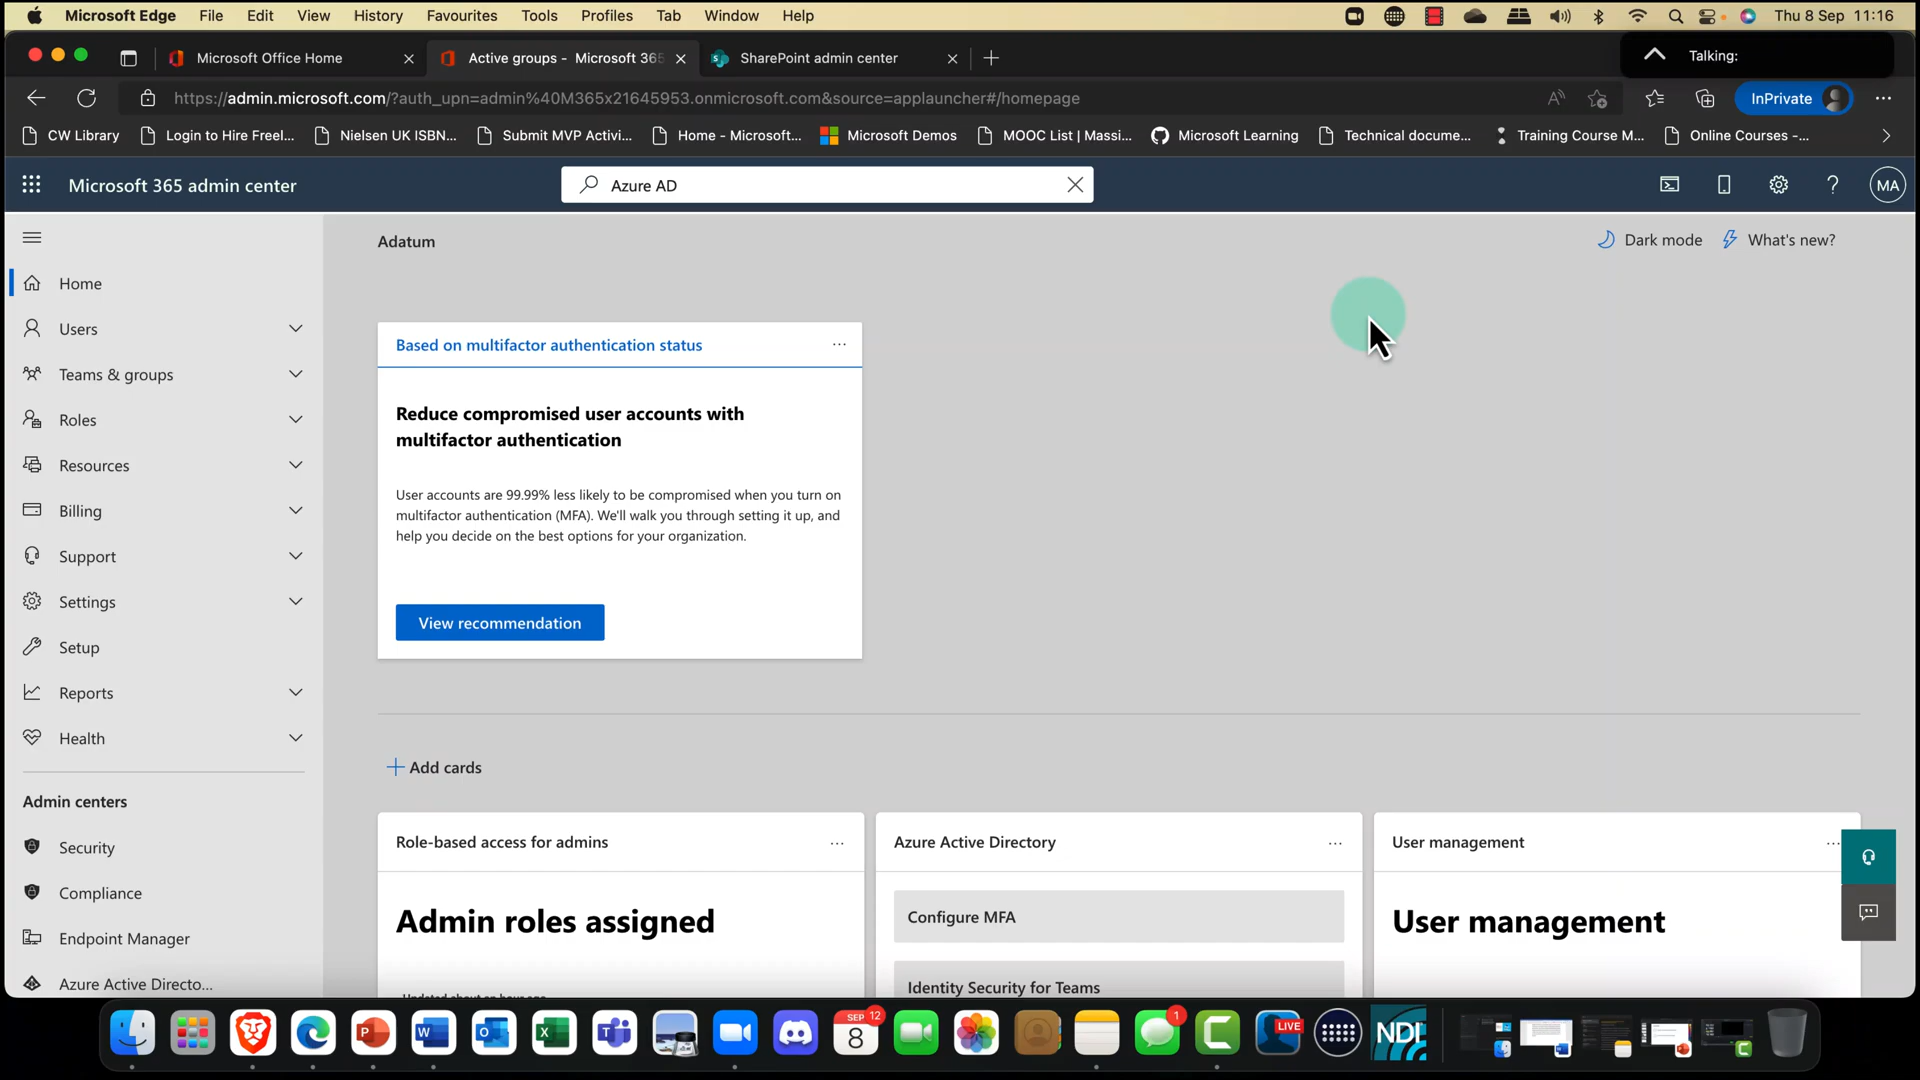 Microsoft Edge File Edit View History Favourites Tools Profiles Tab Window Help Thu 8 Sep 11:16
Microsoft Office Home Active groups - Microsoft 365 SharePoint admin center Talking:
https://admin.microsoft.com/?auth_upn=admin%40M365x21645953.onmicrosoft.com&source=applauncher#/homepage InPrivate
CW Library Login to Hire Freel... Nielsen UK ISBN... Submit MVP Activi... Home - Microsoft... Microsoft Demos MOOC List | Massi... Microsoft Learning Technical docume... Training Course M... Online Courses -...
Microsoft 365 admin center Azure AD MA
Adatum Dark mode What's new?
Home
Users
Teams & groups
Roles
Resources
Billing
Support
Settings
Setup
Reports
Health
Admin centers
Security
Compliance
Endpoint Manager
Azure Active Directo...
Based on multifactor authentication status
Reduce compromised user accounts with
multifactor authentication
User accounts are 99.99% less likely to be compromised when you turn on
multifactor authentication (MFA). We'll walk you through setting it up, and
help you decide on the best options for your organization.
View recommendation
Add cards
Role-based access for admins
Admin roles assigned
Updated about an hour ago
Azure Active Directory
Configure MFA
Identity Security for Teams
User management
User management
SEP 12
8
1
LIVE
NDI